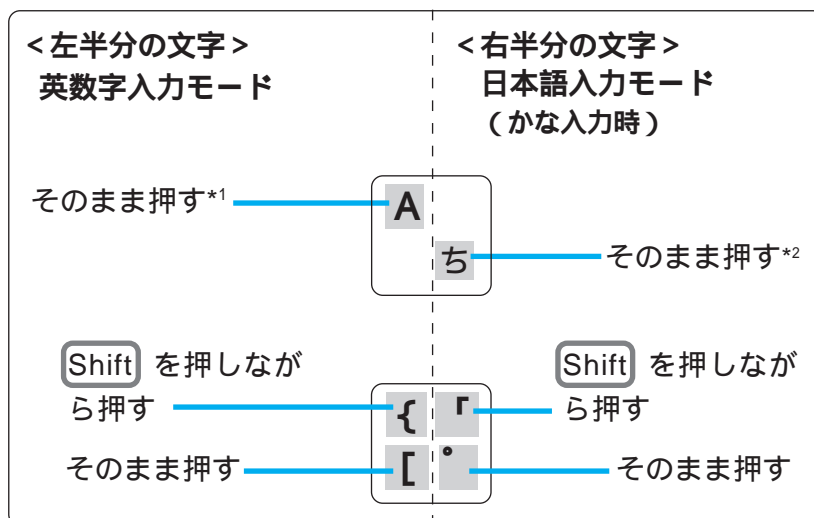 <左半分の文字>
英数字入力モード
<右半分の文字>
日本語入力モード
(かな入力時)
そのまま押す*1
A
ち
そのまま押す*2
Shift を押しなが
ら押す
{
「
Shift を押しなが
ら押す
そのまま押す
[
゜
そのまま押す